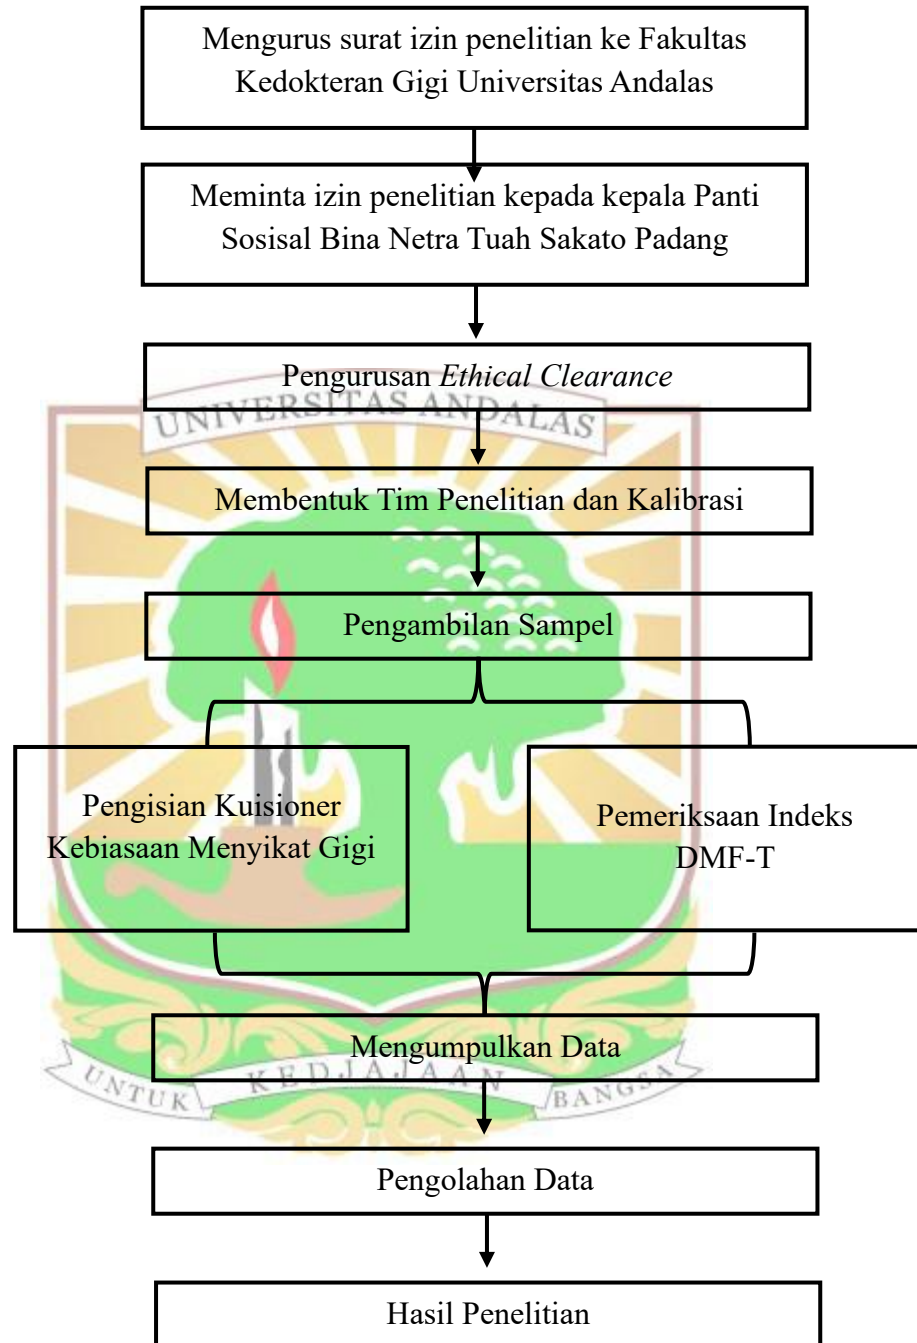 Mengurus surat izin penelitian ke Fakultas
Kedokteran Gigi Universitas Andalas
Meminta izin penelitian kepada kepala Panti
Sosisal Bina Netra Tuah Sakato Padang
Pengurusan Ethical Clearance
UNIVERSITAS ANDALAS
Membentuk Tim Penelitian dan Kalibrasi
Pengambilan Sampel
Pengisian Kuisioner
Kebiasaan Menyikat Gigi
Pemeriksaan Indeks
DMF-T
Mengumpulkan Data
UNTUK KEDJAJAAN BANGSA
Pengolahan Data
Hasil Penelitian